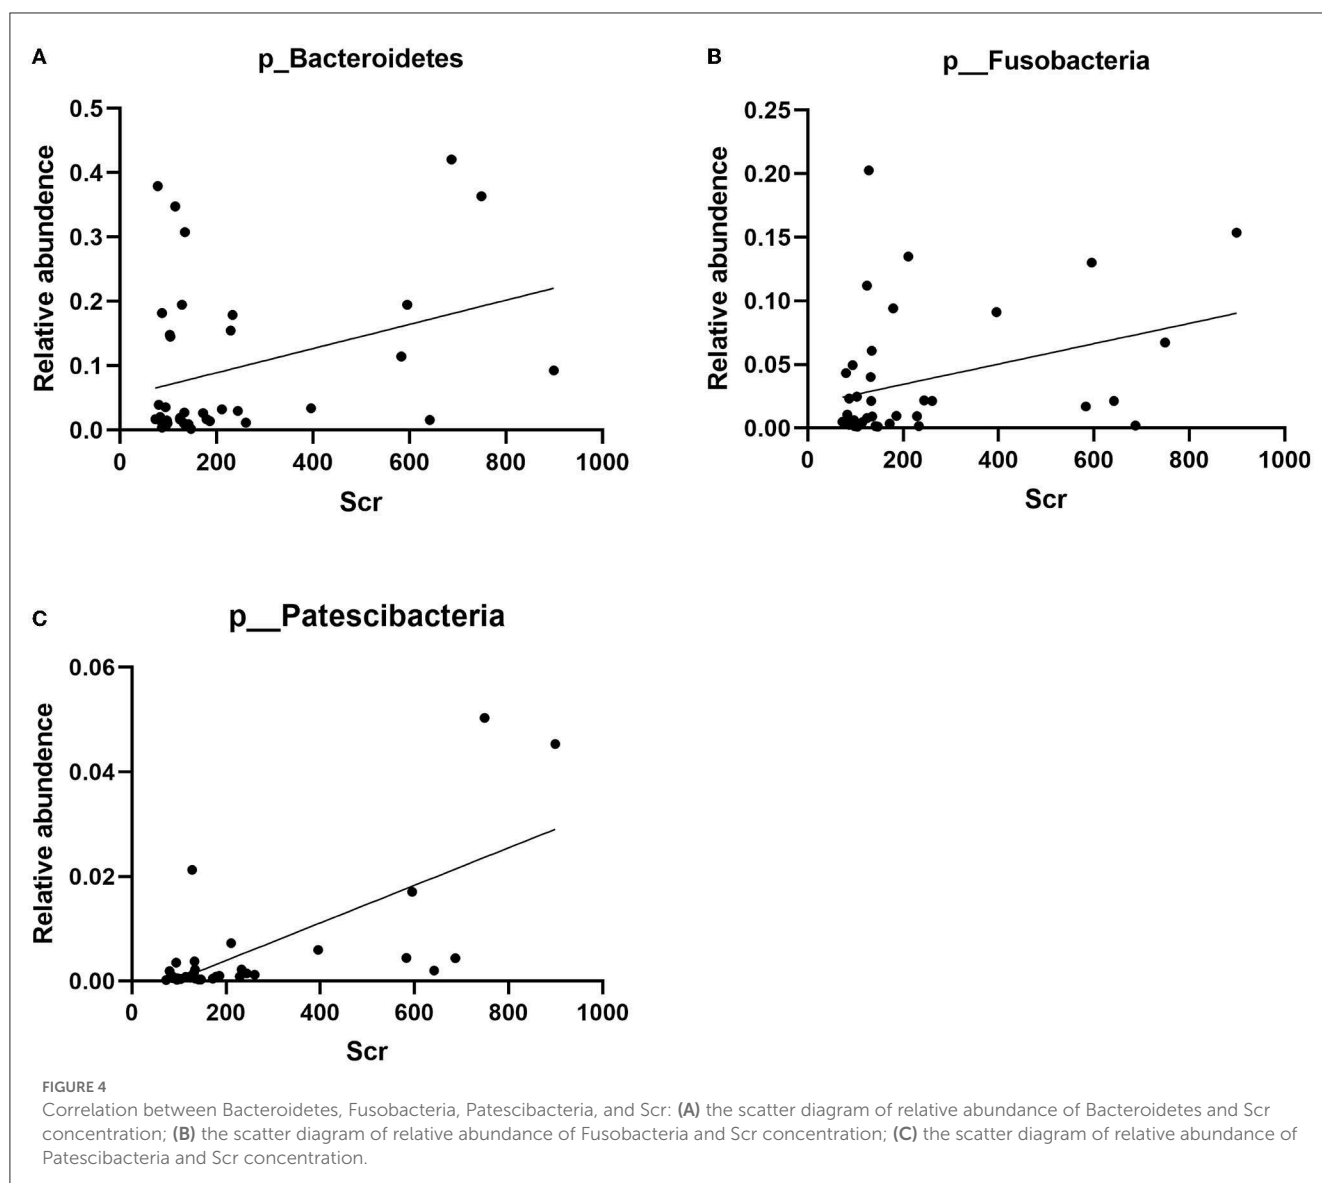 A
p_Bacteroidetes
0.5
0.4
0.3
0.2
0.1
0.0
Relative abundence
0 200 400 600 800 1000
Scr
B
p__Fusobacteria
0.25
0.20
0.15
0.10
0.05
0.00
Relative abundence
0 200 400 600 800 1000
Scr
C
p__Patescibacteria
0.06
0.04
0.02
0.00
Relative abundence
0 200 400 600 800 1000
Scr
FIGURE 4
Correlation between Bacteroidetes, Fusobacteria, Patescibacteria, and Scr: (A) the scatter diagram of relative abundance of Bacteroidetes and Scr
concentration; (B) the scatter diagram of relative abundance of Fusobacteria and Scr concentration; (C) the scatter diagram of relative abundance of
Patescibacteria and Scr concentration.